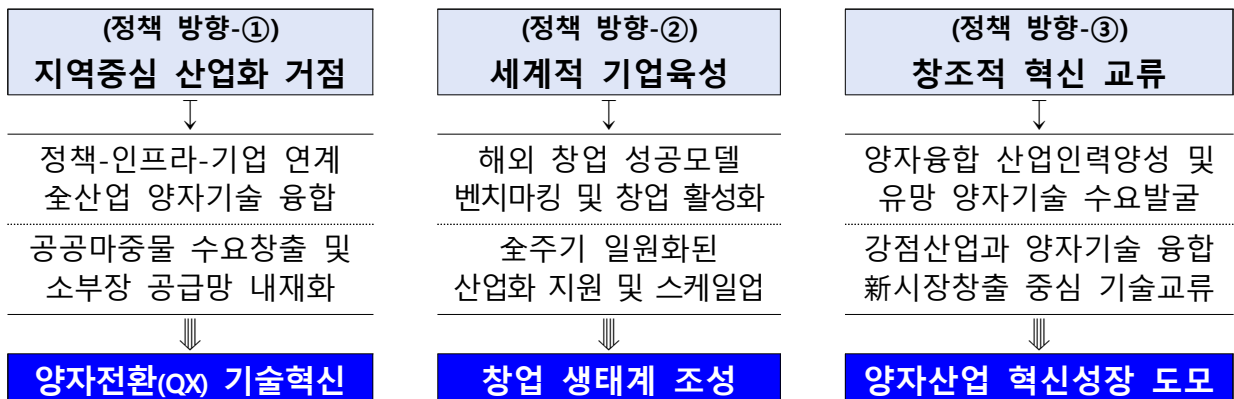 (정책 방향-①)
지역중심 산업화 거점
정책-인프라-기업 연계
全산업 양자기술 융합
공공마중물 수요창출 및
소부장 공급망 내재화
양자전환(QX) 기술혁신
(정책 방향-②)
세계적 기업육성
해외 창업 성공모델
벤치마킹 및 창업 활성화
全주기 일원화된
산업화 지원 및 스케일업
창업 생태계 조성
(정책 방향-③)
창조적 혁신 교류
양자융합 산업인력양성 및
유망 양자기술 수요발굴
강점산업과 양자기술 융합
新시장창출 중심 기술교류
양자산업 혁신성장 도모